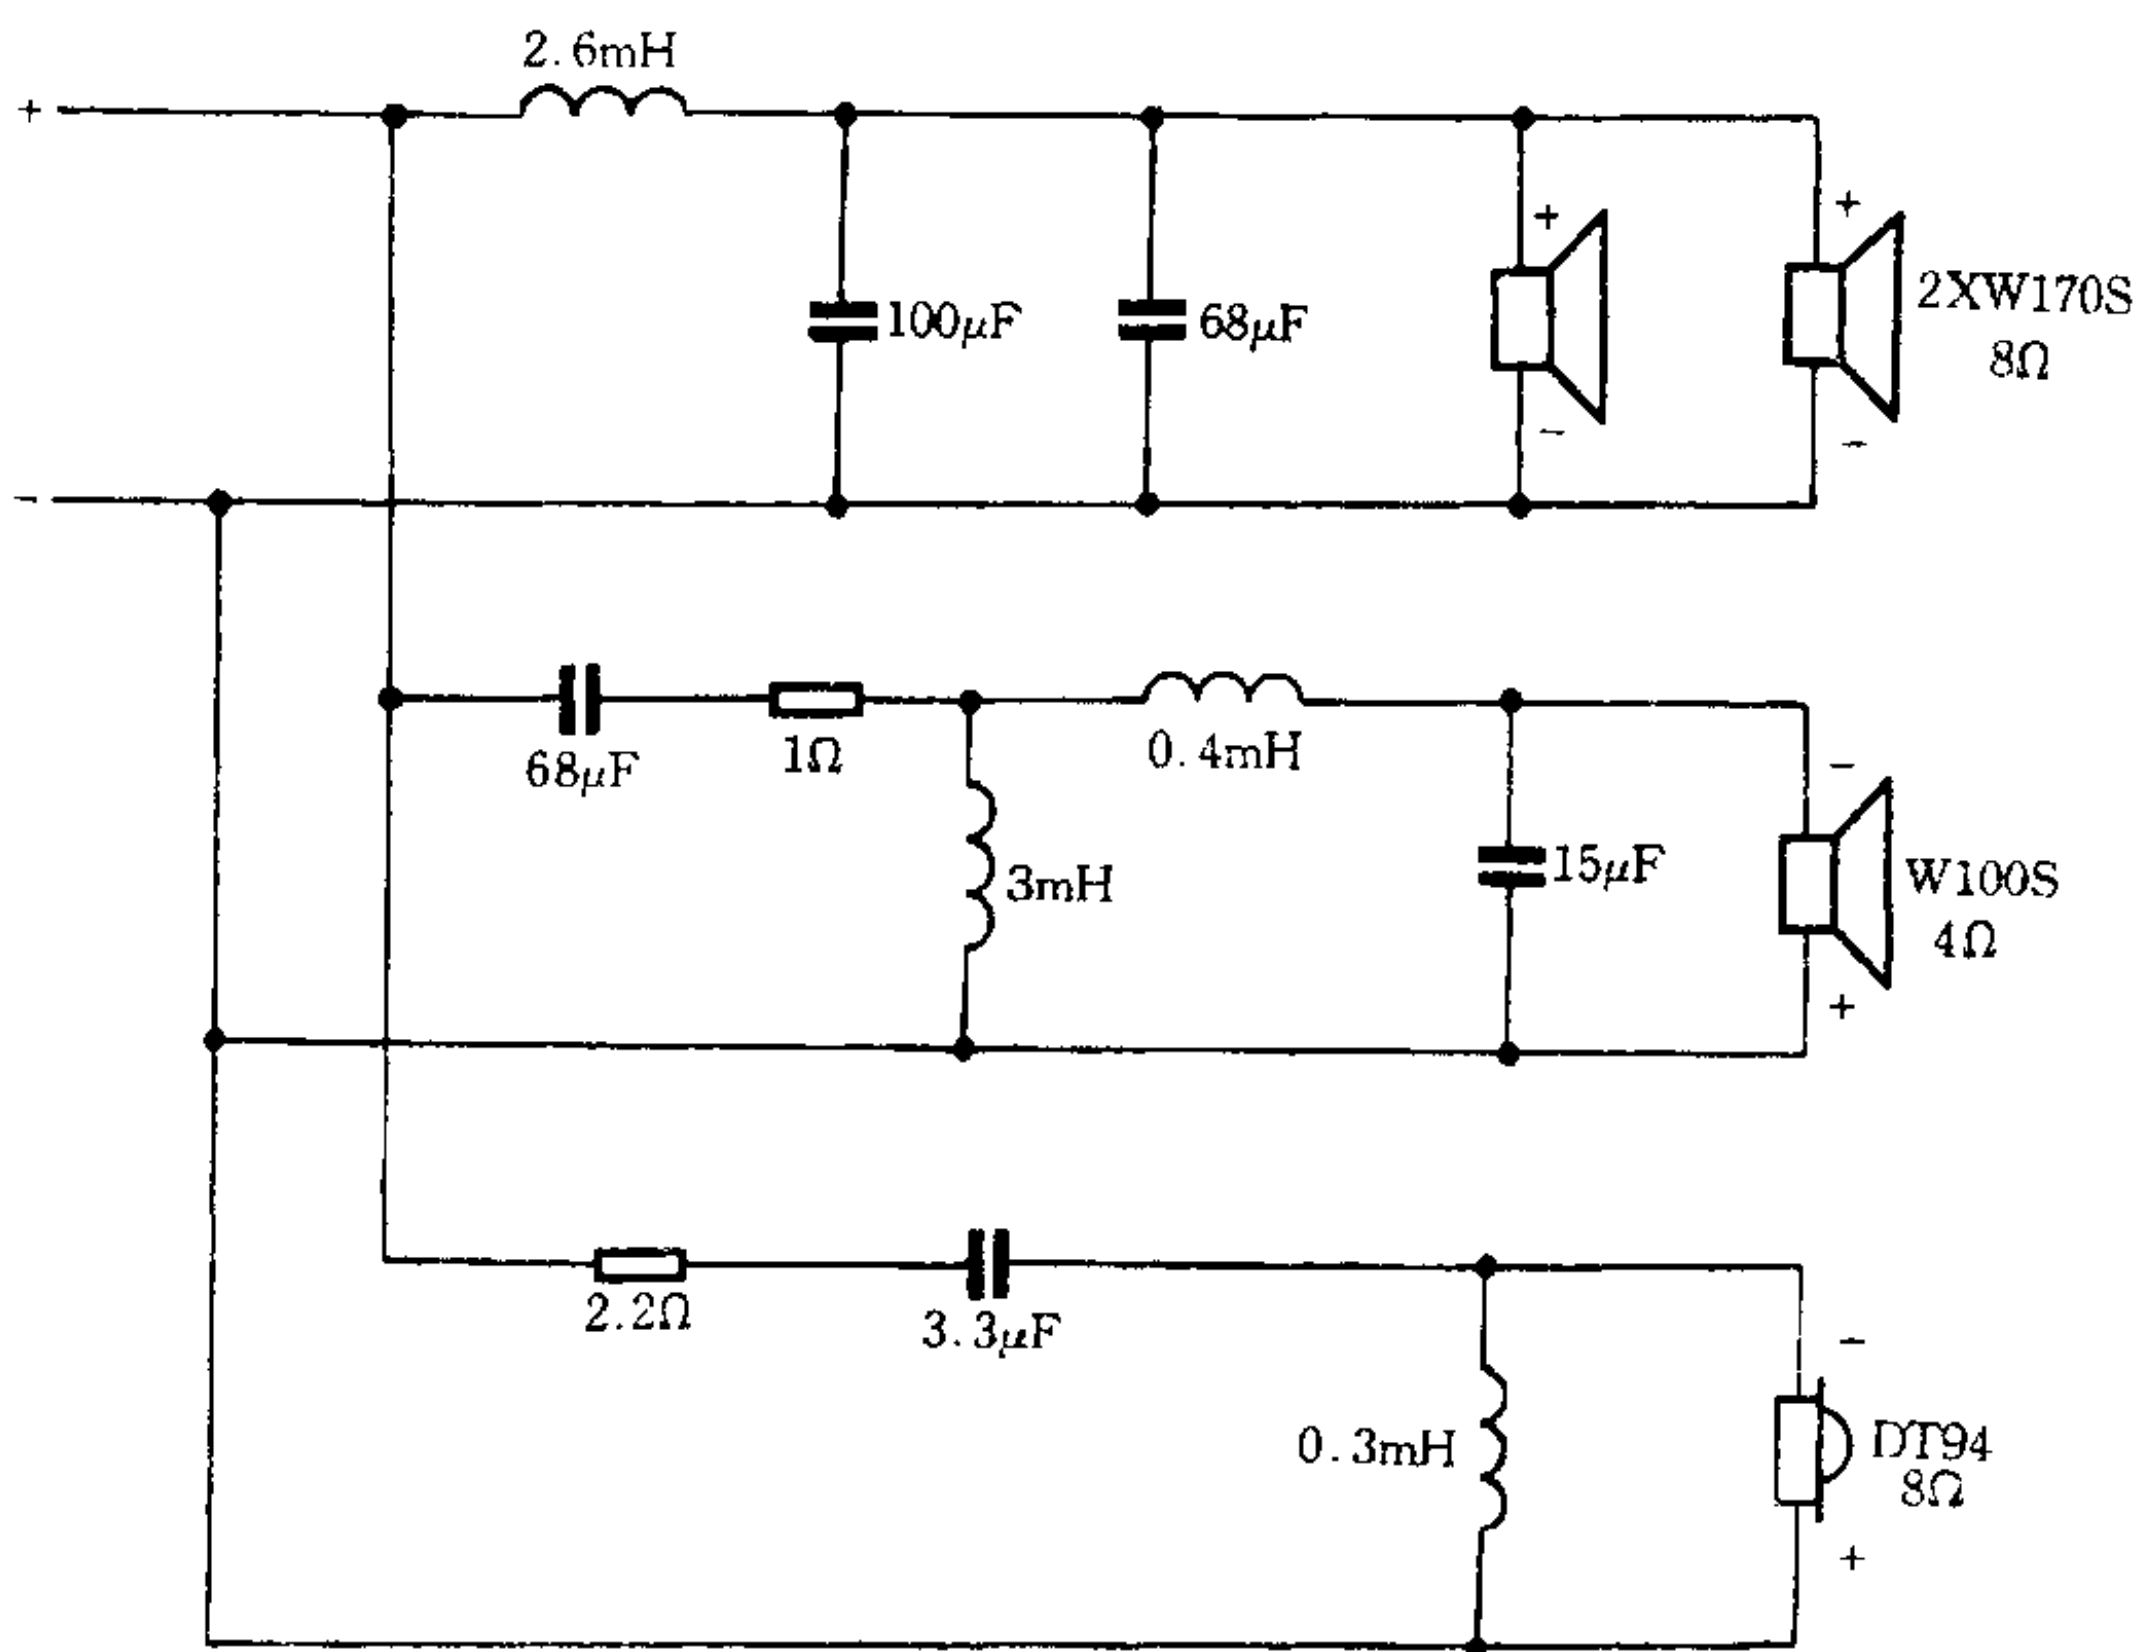 2.6mH
+
100μF
68μF
+
+
2XW170S
8Ω
-
-
-
68μF
1Ω
0.4mH
3mH
15μF
-
W100S
4Ω
+
2.2Ω
3.3μF
0.3mH
-
DT94
8Ω
+